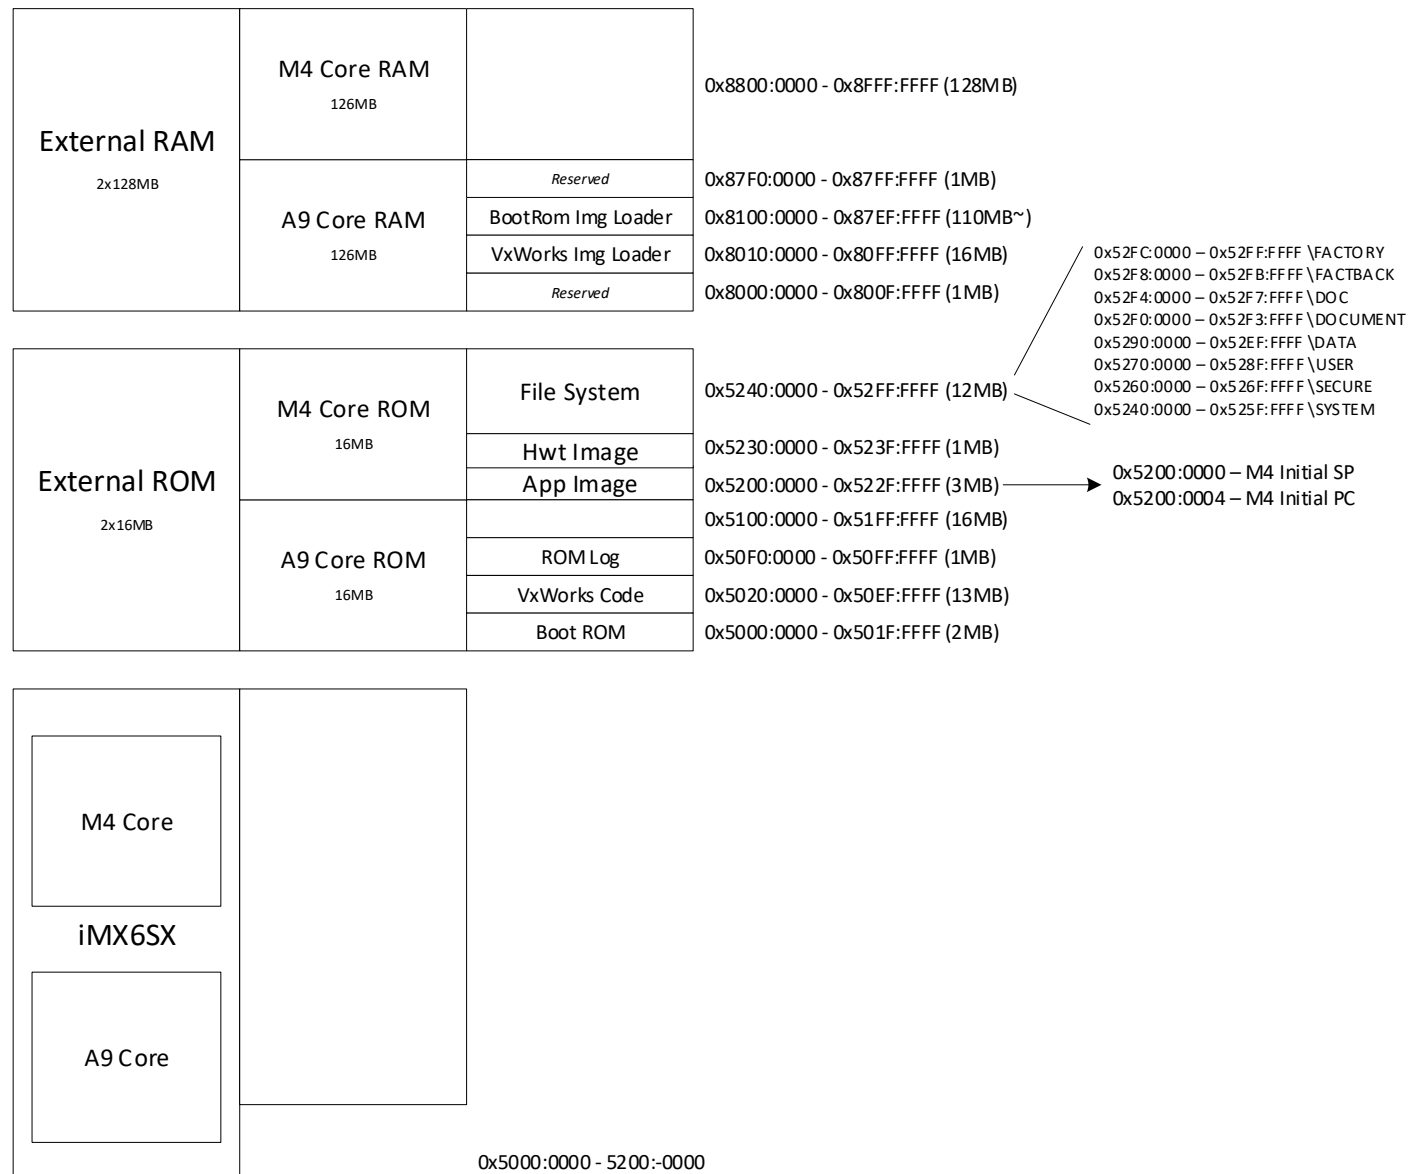 External RAM
2x128MB
M4 Core RAM
126MB
0x8800:0000 - 0x8FFF:FFFF (128MB)
A9 Core RAM
126MB
Reserved
0x87F0:0000 - 0x87FF:FFFF (1MB)
BootRom Img Loader
0x8100:0000 - 0x87EF:FFFF (110MB~)
VxWorks Img Loader
0x8010:0000 - 0x80FF:FFFF (16MB)
Reserved
0x8000:0000 - 0x800F:FFFF (1MB)
External ROM
2x16MB
M4 Core ROM
16MB
File System
0x5240:0000 - 0x52FF:FFFF (12MB)
0x52FC:0000 – 0x52FF:FFFF \FACTORY
0x52F8:0000 – 0x52FB:FFFF \FACTBACK
0x52F4:0000 – 0x52F7:FFFF \DOC
0x52F0:0000 – 0x52F3:FFFF \DOCUMENT
0x5290:0000 – 0x52EF:FFFF \DATA
0x5270:0000 – 0x528F:FFFF \USER
0x5260:0000 – 0x526F:FFFF \SECURE
0x5240:0000 – 0x525F:FFFF \SYSTEM
Hwt Image
0x5230:0000 - 0x523F:FFFF (1MB)
App Image
0x5200:0000 - 0x522F:FFFF (3MB)
0x5200:0000 – M4 Initial SP
0x5200:0004 – M4 Initial PC
A9 Core ROM
16MB
0x5100:0000 - 0x51FF:FFFF (16MB)
ROM Log
0x50F0:0000 - 0x50FF:FFFF (1MB)
VxWorks Code
0x5020:0000 - 0x50EF:FFFF (13MB)
Boot ROM
0x5000:0000 - 0x501F:FFFF (2MB)
M4 Core
iMX6SX
A9 Core
0x5000:0000 - 5200:-0000